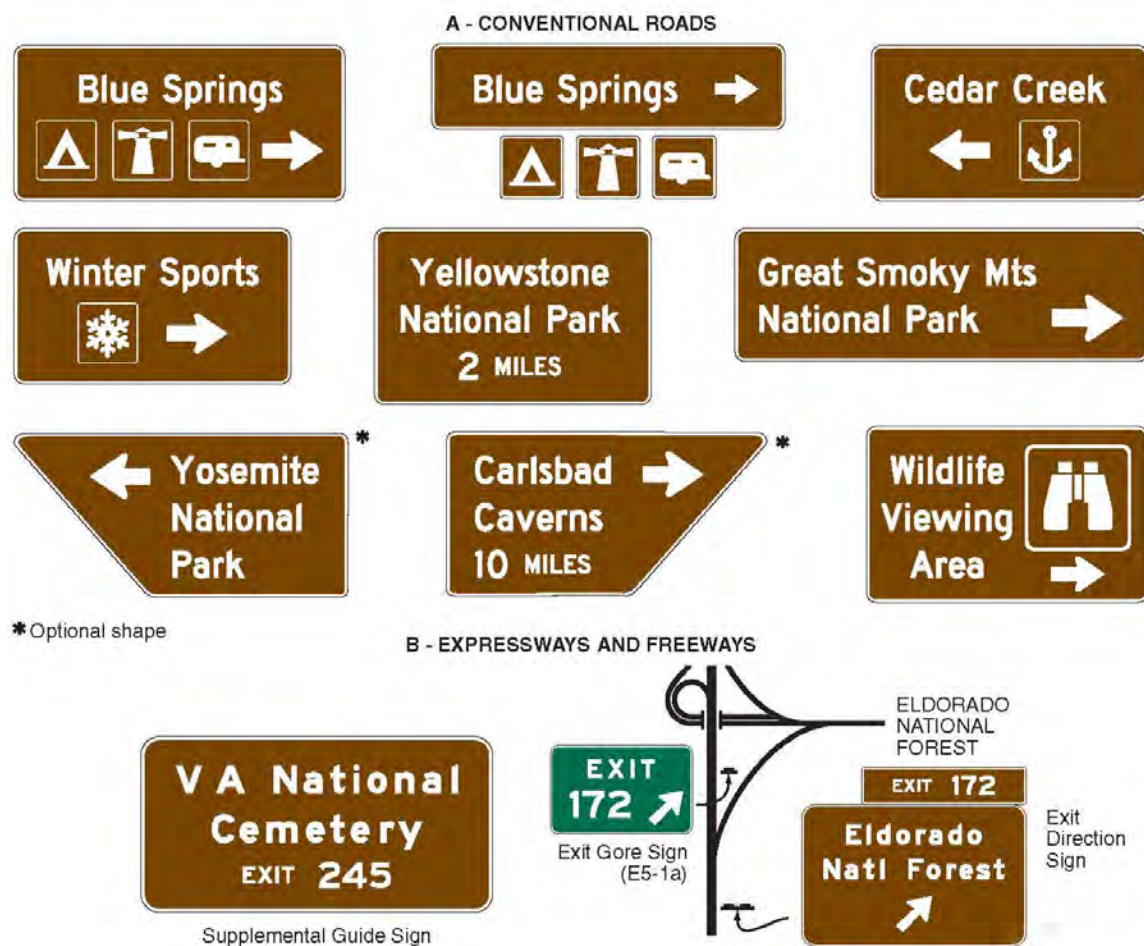 A - CONVENTIONAL ROADS
Blue Springs
Blue Springs
Cedar Creek
Winter Sports
Yellowstone
National Park
2 MILES
Great Smoky Mts
National Park
*
Yosemite
National
Park
*
Carlsbad
Caverns
10 MILES
Wildlife
Viewing
Area
* Optional shape
B - EXPRESSWAYS AND FREEWAYS
V A National
Cemetery
EXIT 245
Supplemental Guide Sign
EXIT
172
Exit Gore Sign
(E5-1a)
ELDORADO
NATIONAL
FOREST
EXIT 172
Eldorado
Natl Forest
Exit
Direction
Sign